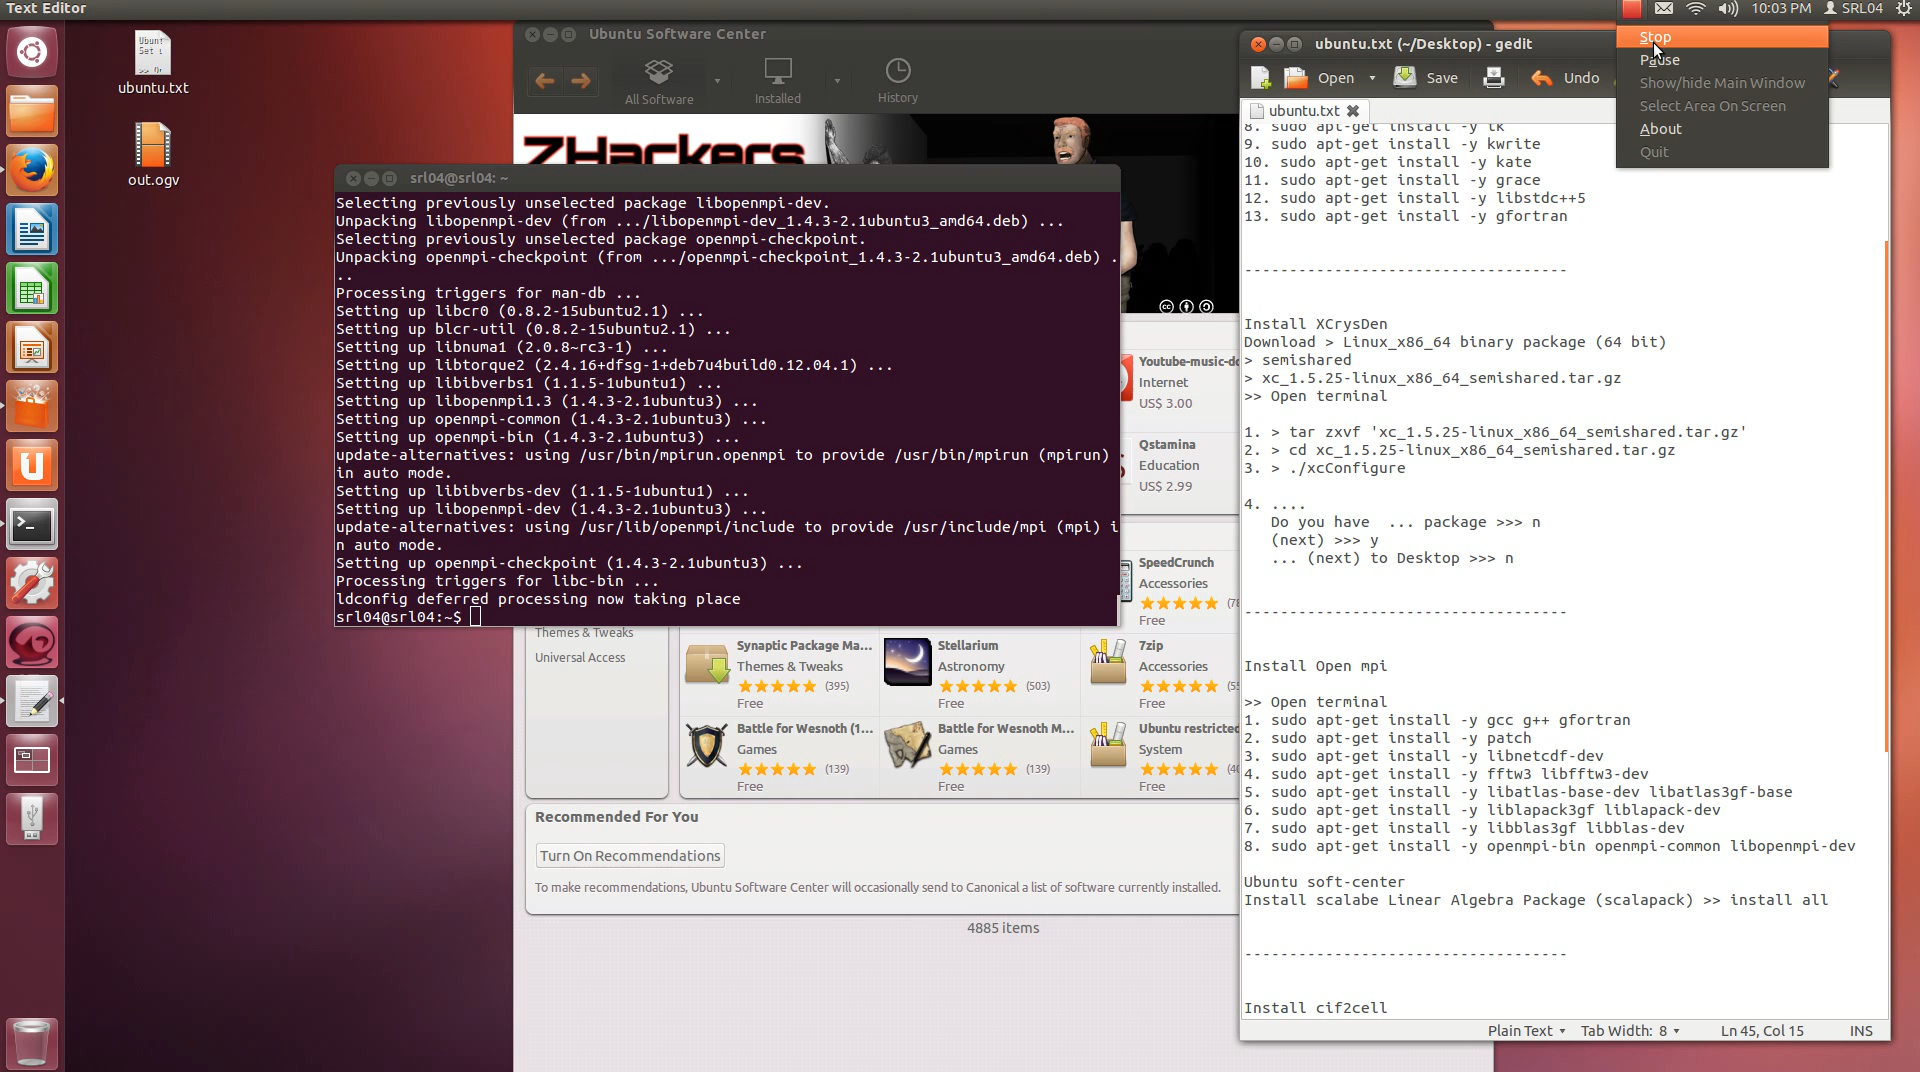 Text Editor
10:03 PM
SRL04
ubuntu.txt
out.ogv
Ubuntu Software Center
All Software
Installed
History
ZHackers
Youtube-music-do
Internet
US$ 3.00
Qstamina
Education
US$ 2.99
SpeedCrunch
Accessories
Free
Themes & Tweaks
Universal Access
Synaptic Package Ma...
Themes & Tweaks
(395)
Free
Stellarium
Astronomy
(503)
Free
7zip
Accessories
Free
Battle for Wesnoth (1...
Games
(139)
Free
Battle for Wesnoth M...
Games
(139)
Free
Ubuntu restricted
System
Free
Recommended For You
Turn On Recommendations
To make recommendations, Ubuntu Software Center will occasionally send to Canonical a list of software currently installed.
4885 items
srl04@srl04: ~
Selecting previously unselected package libopenmpi-dev.
Unpacking libopenmpi-dev (from .../libopenmpi-dev_1.4.3-2.1ubuntu3_amd64.deb) ...
Selecting previously unselected package openmpi-checkpoint.
Unpacking openmpi-checkpoint (from .../openmpi-checkpoint_1.4.3-2.1ubuntu3_amd64.deb) .
..
Processing triggers for man-db ...
Setting up libcr0 (0.8.2-15ubuntu2.1) ...
Setting up blcr-util (0.8.2-15ubuntu2.1) ...
Setting up libnuma1 (2.0.8~rc3-1) ...
Setting up libtorque2 (2.4.16+dfsg-1+deb7u4build0.12.04.1) ...
Setting up libibverbs1 (1.1.5-1ubuntu1) ...
Setting up libopenmpi1.3 (1.4.3-2.1ubuntu3) ...
Setting up openmpi-common (1.4.3-2.1ubuntu3) ...
Setting up openmpi-bin (1.4.3-2.1ubuntu3) ...
update-alternatives: using /usr/bin/mpirun.openmpi to provide /usr/bin/mpirun (mpirun)
in auto mode.
Setting up libibverbs-dev (1.1.5-1ubuntu1) ...
Setting up libopenmpi-dev (1.4.3-2.1ubuntu3) ...
update-alternatives: using /usr/lib/openmpi/include to provide /usr/include/mpi (mpi) i
n auto mode.
Setting up openmpi-checkpoint (1.4.3-2.1ubuntu3) ...
Processing triggers for libc-bin ...
ldconfig deferred processing now taking place
srl04@srl04:~$
ubuntu.txt (~/Desktop) - gedit
Open
Save
Undo
Stop
Pause
Show/hide Main Window
Select Area On Screen
About
Quit
ubuntu.txt
8. sudo apt-get install -y tk
9. sudo apt-get install -y kwrite
10. sudo apt-get install -y kate
11. sudo apt-get install -y grace
12. sudo apt-get install -y libstdc++5
13. sudo apt-get install -y gfortran
------------------------------------
Install XCrysDen
Download > Linux_x86_64 binary package (64 bit)
> semishared
> xc_1.5.25-linux_x86_64_semishared.tar.gz
>> Open terminal
1. > tar zxvf 'xc_1.5.25-linux_x86_64_semishared.tar.gz'
2. > cd xc_1.5.25-linux_x86_64_semishared.tar.gz
3. > ./xcConfigure
4. ....
Do you have ... package >>> n
(next) >>> y
... (next) to Desktop >>> n
------------------------------------
Install Open mpi
>> Open terminal
1. sudo apt-get install -y gcc g++ gfortran
2. sudo apt-get install -y patch
3. sudo apt-get install -y libnetcdf-dev
4. sudo apt-get install -y fftw3 libfftw3-dev
5. sudo apt-get install -y libatlas-base-dev libatlas3gf-base
6. sudo apt-get install -y liblapack3gf liblapack-dev
7. sudo apt-get install -y libblas3gf libblas-dev
8. sudo apt-get install -y openmpi-bin openmpi-common libopenmpi-dev
Ubuntu soft-center
Install scalabe Linear Algebra Package (scalapack) >> install all
------------------------------------
Install cif2cell
Plain Text
Tab Width: 8
Ln 45, Col 15
INS